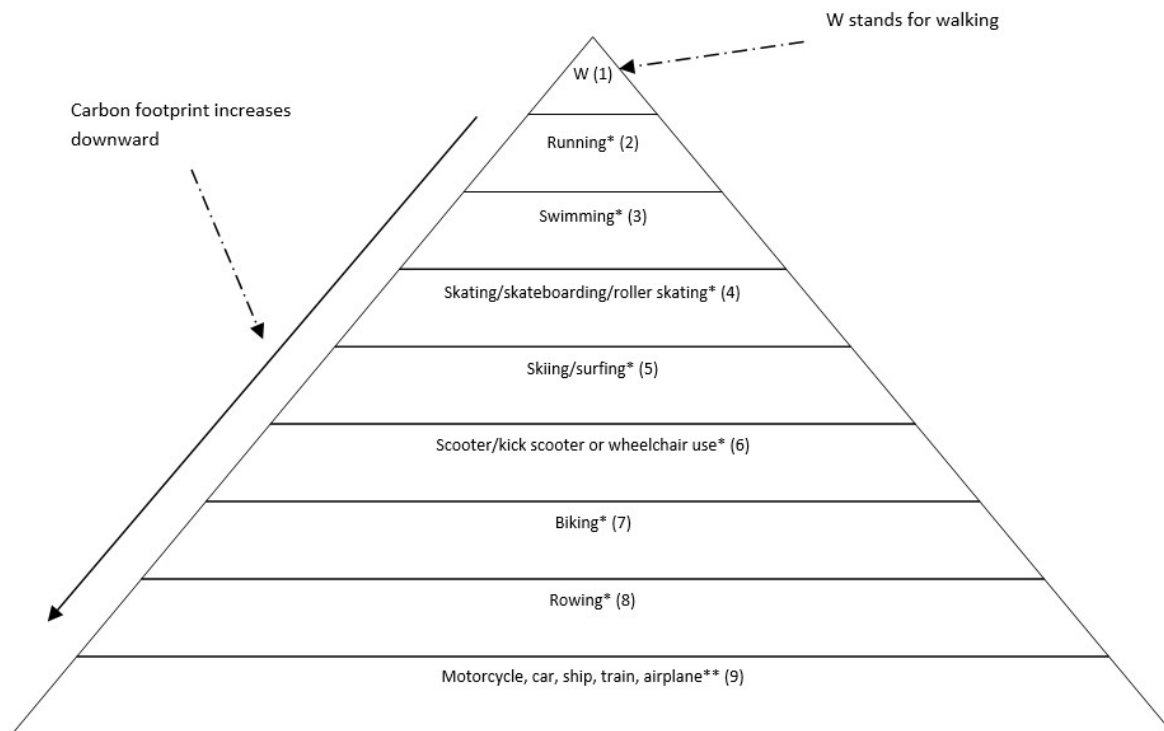 W stands for walking
W (1)
Carbon footprint increases
downward
Running* (2)
Swimming* (3)
Skating/skateboarding/roller skating* (4)
Skiing/surfing* (5)
Scooter/kick scooter or wheelchair use* (6)
Biking* (7)
Rowing* (8)
Motorcycle, car, ship, train, airplane** (9)